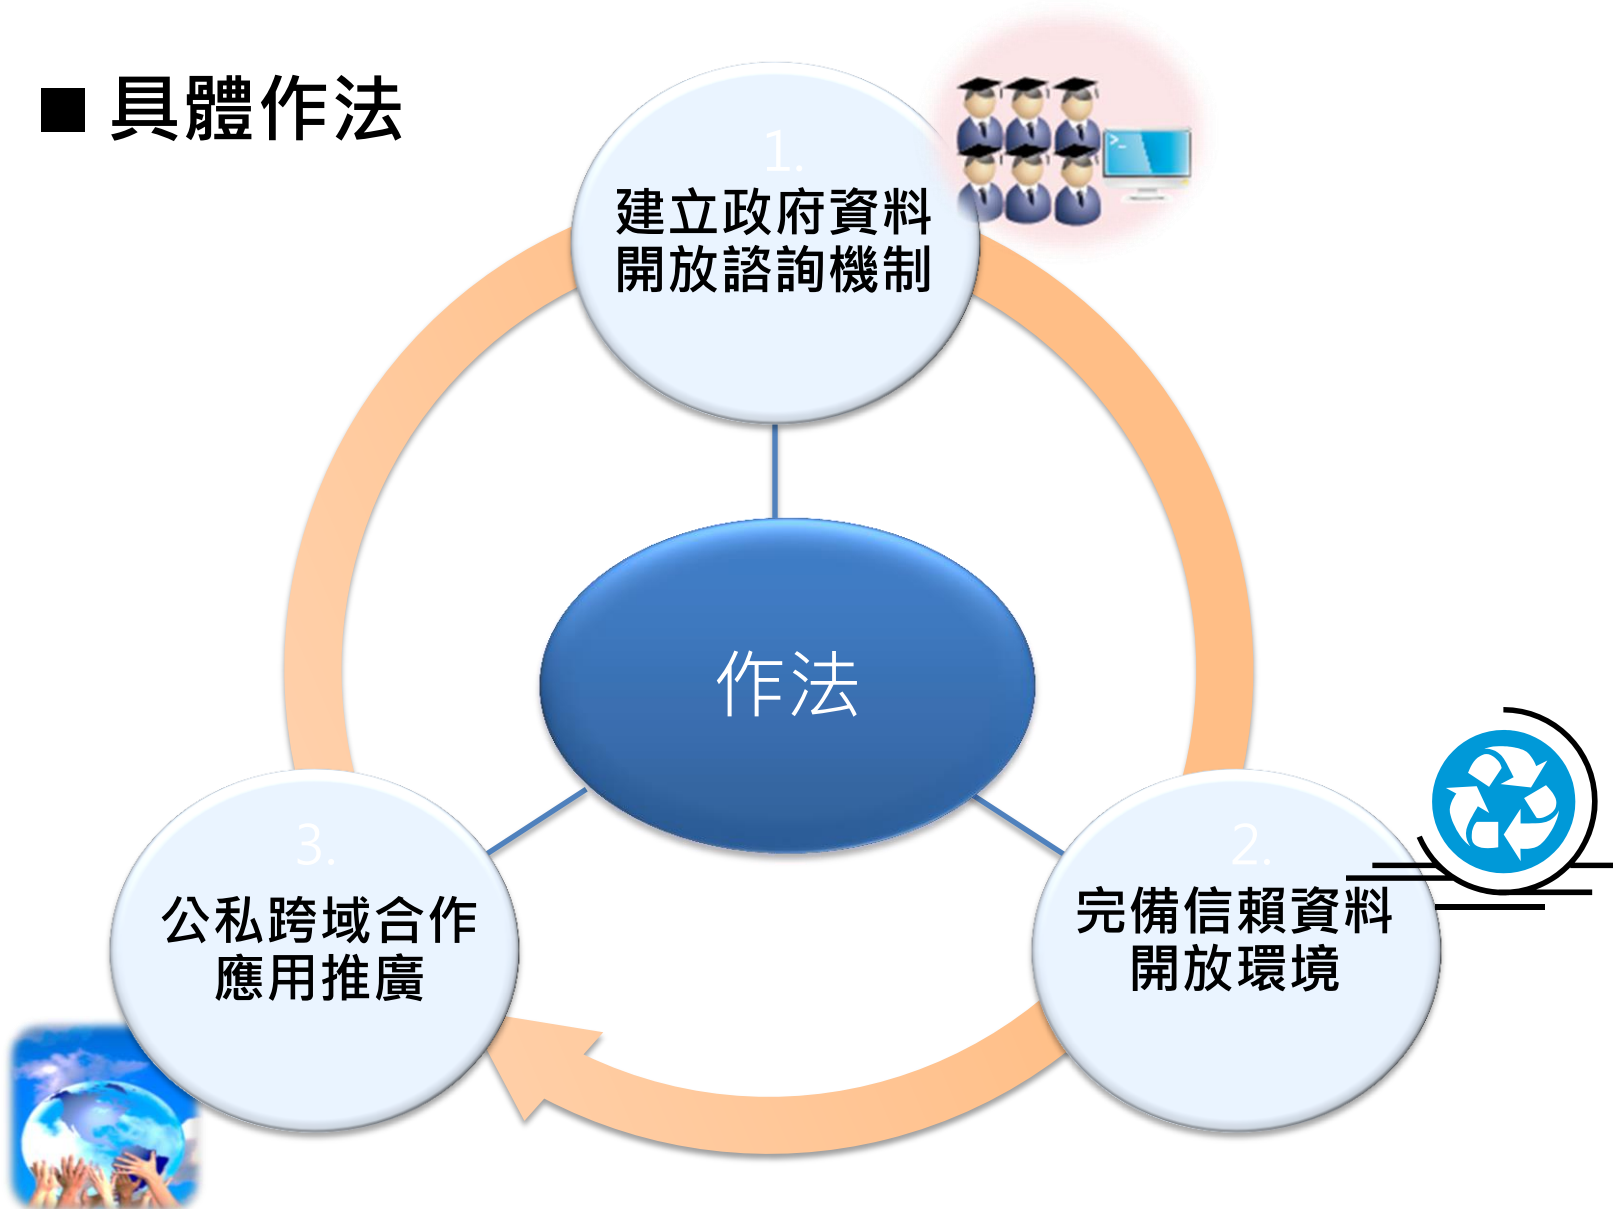 ■ 具體作法
1.
建立政府資料
開放諮詢機制
作法
2.
完備信賴資料
開放環境
3.
公私跨域合作
應用推廣
>_